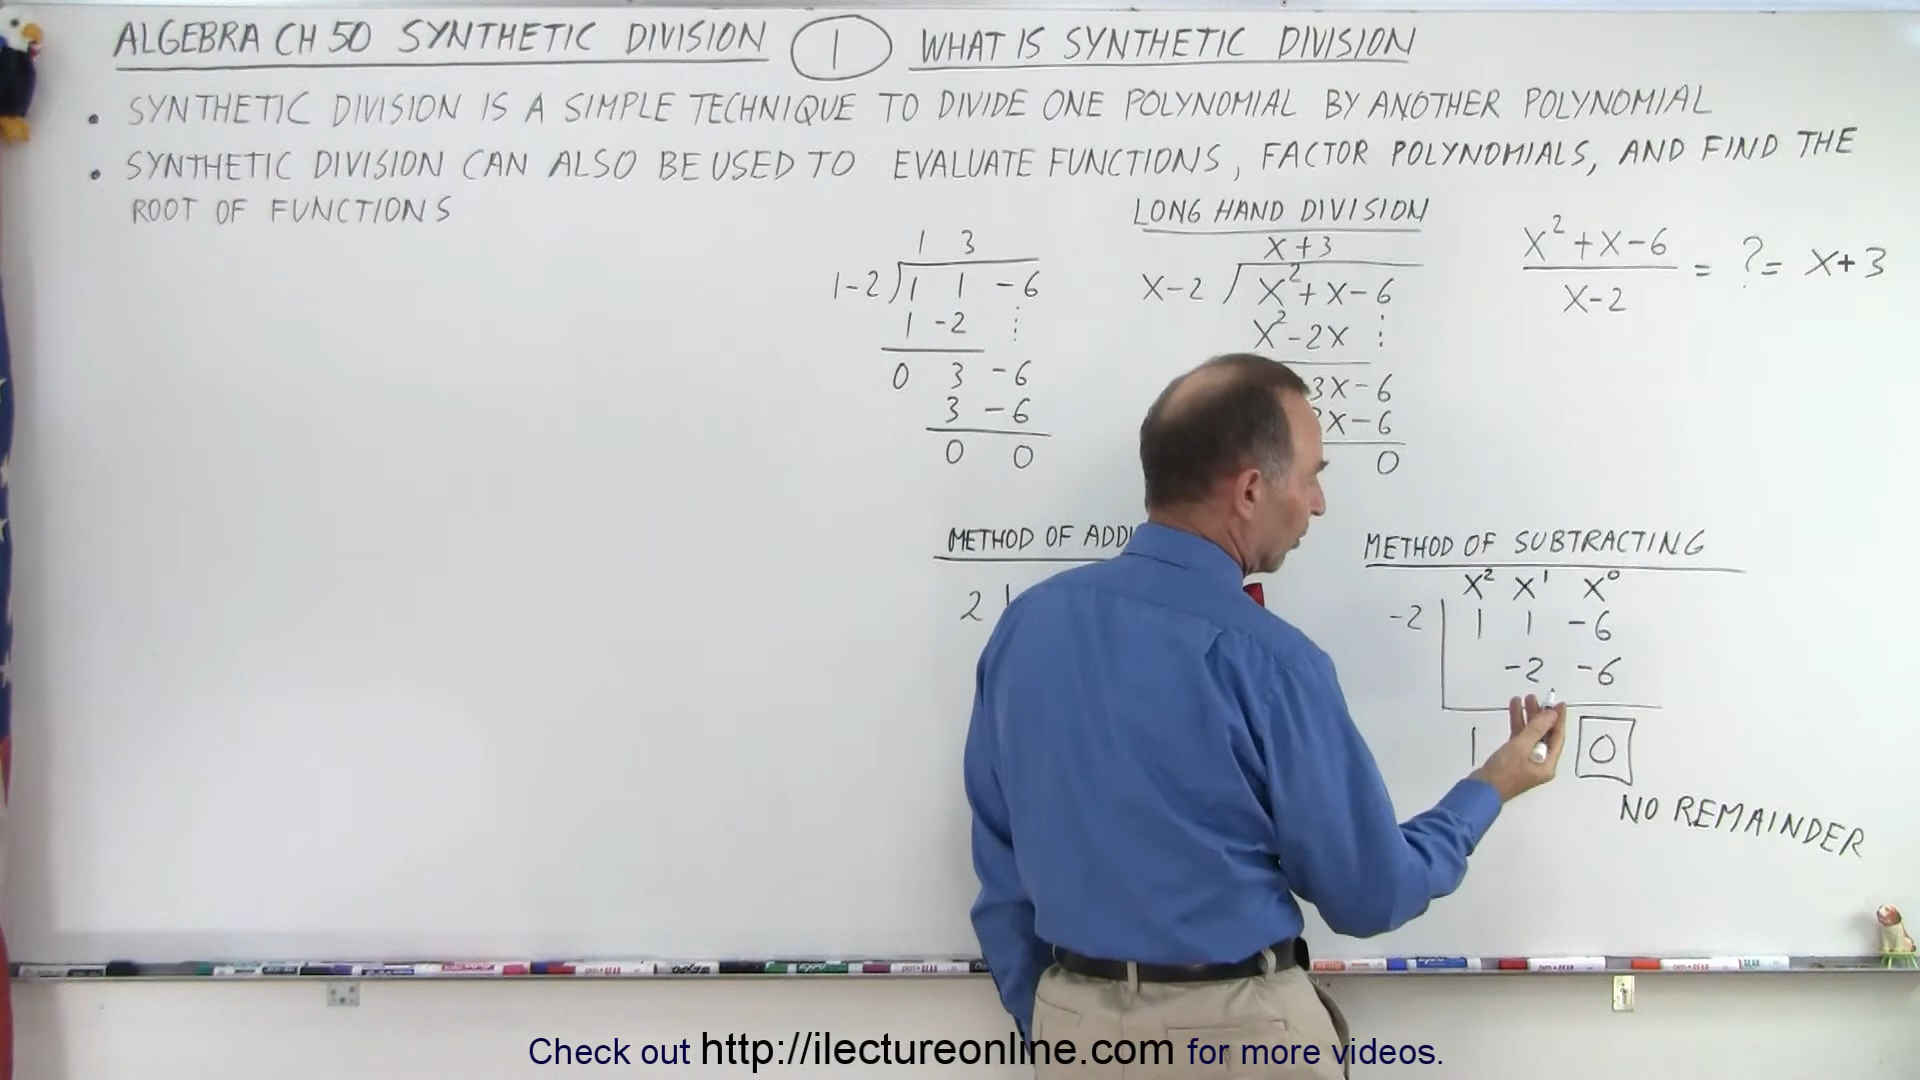 ALGEBRA CH 50 SYNTHETIC DIVISION 1 WHAT IS SYNTHETIC DIVISION
• SYNTHETIC DIVISION IS A SIMPLE TECHNIQUE TO DIVIDE ONE POLYNOMIAL BY ANOTHER POLYNOMIAL
• SYNTHETIC DIVISION CAN ALSO BE USED TO EVALUATE FUNCTIONS, FACTOR POLYNOMIALS, AND FIND THE
ROOT OF FUNCTIONS
1 3
1-2 ) 1 1 -6
1 -2
0 3 -6
3 -6
0 0
LONG HAND DIVISION
X+3
X-2 ) X²+X-6
X²-2X
3X-6
X-6
0
X²+X-6
X-2
= ?= X+3
METHOD OF ADDI
2 1
METHOD OF SUBTRACTING
X² X¹ X⁰
-2 1 1 -6
-2 -6
1 0
NO REMAINDER
Check out http://ilectureonline.com for more videos.